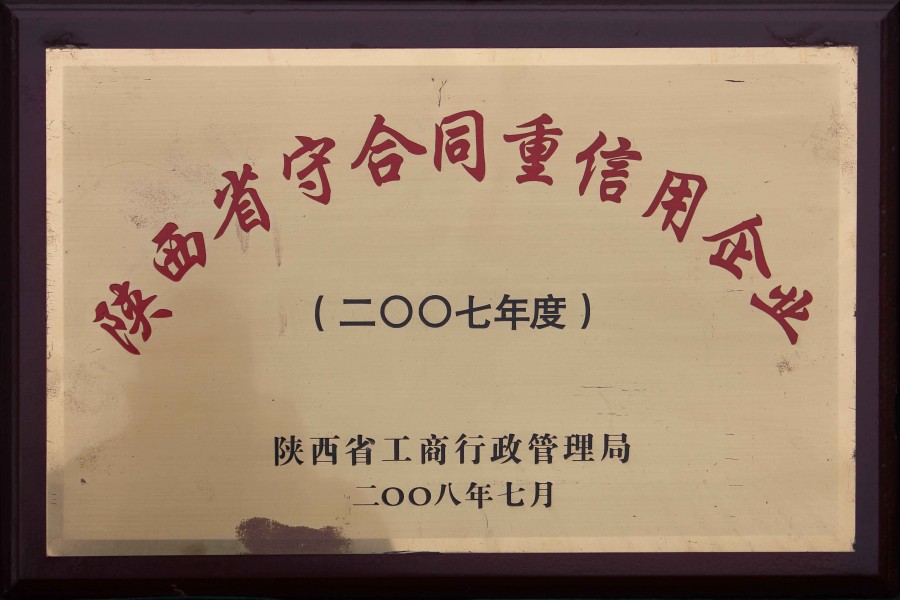 陕西省守合同重信用企业
（二〇〇七年度）
陕西省工商行政管理局
二〇〇八年七月